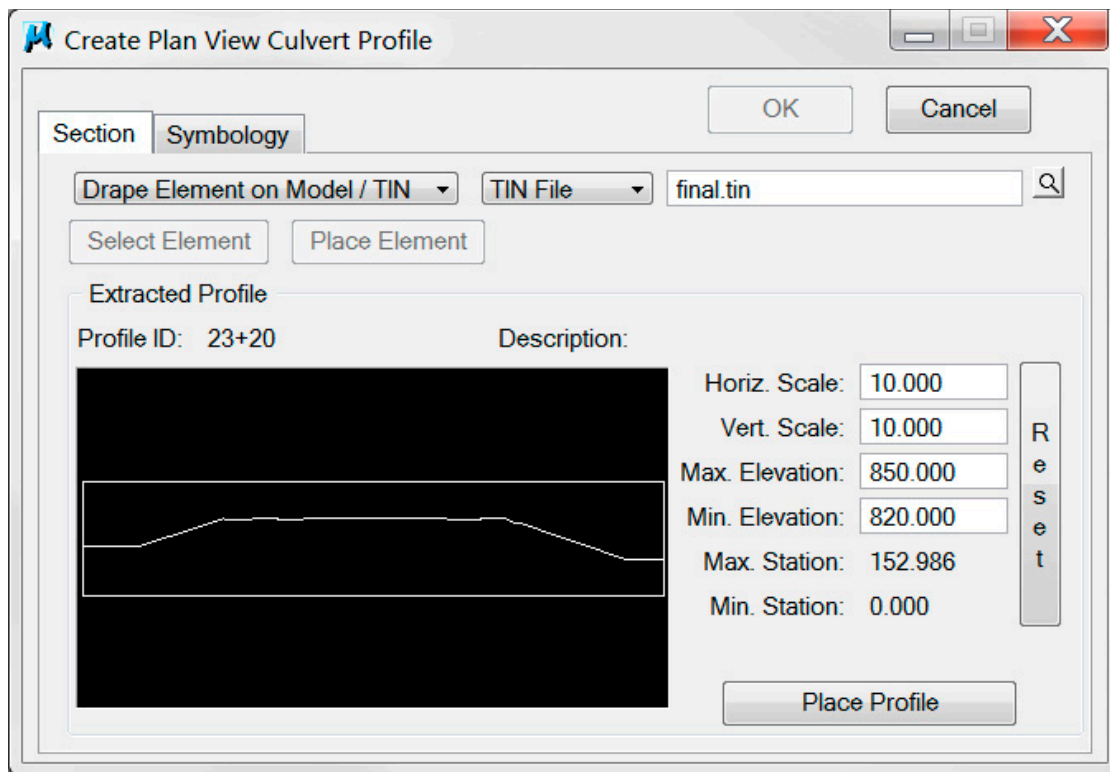 Create Plan View Culvert Profile
OK Cancel
Section Symbology
Drape Element on Model / TIN TIN File final.tin
Select Element Place Element
Extracted Profile
Profile ID: 23+20 Description:
Horiz. Scale: 10.000
Vert. Scale: 10.000
Max. Elevation: 850.000
Min. Elevation: 820.000
Max. Station: 152.986
Min. Station: 0.000
Reset
Place Profile